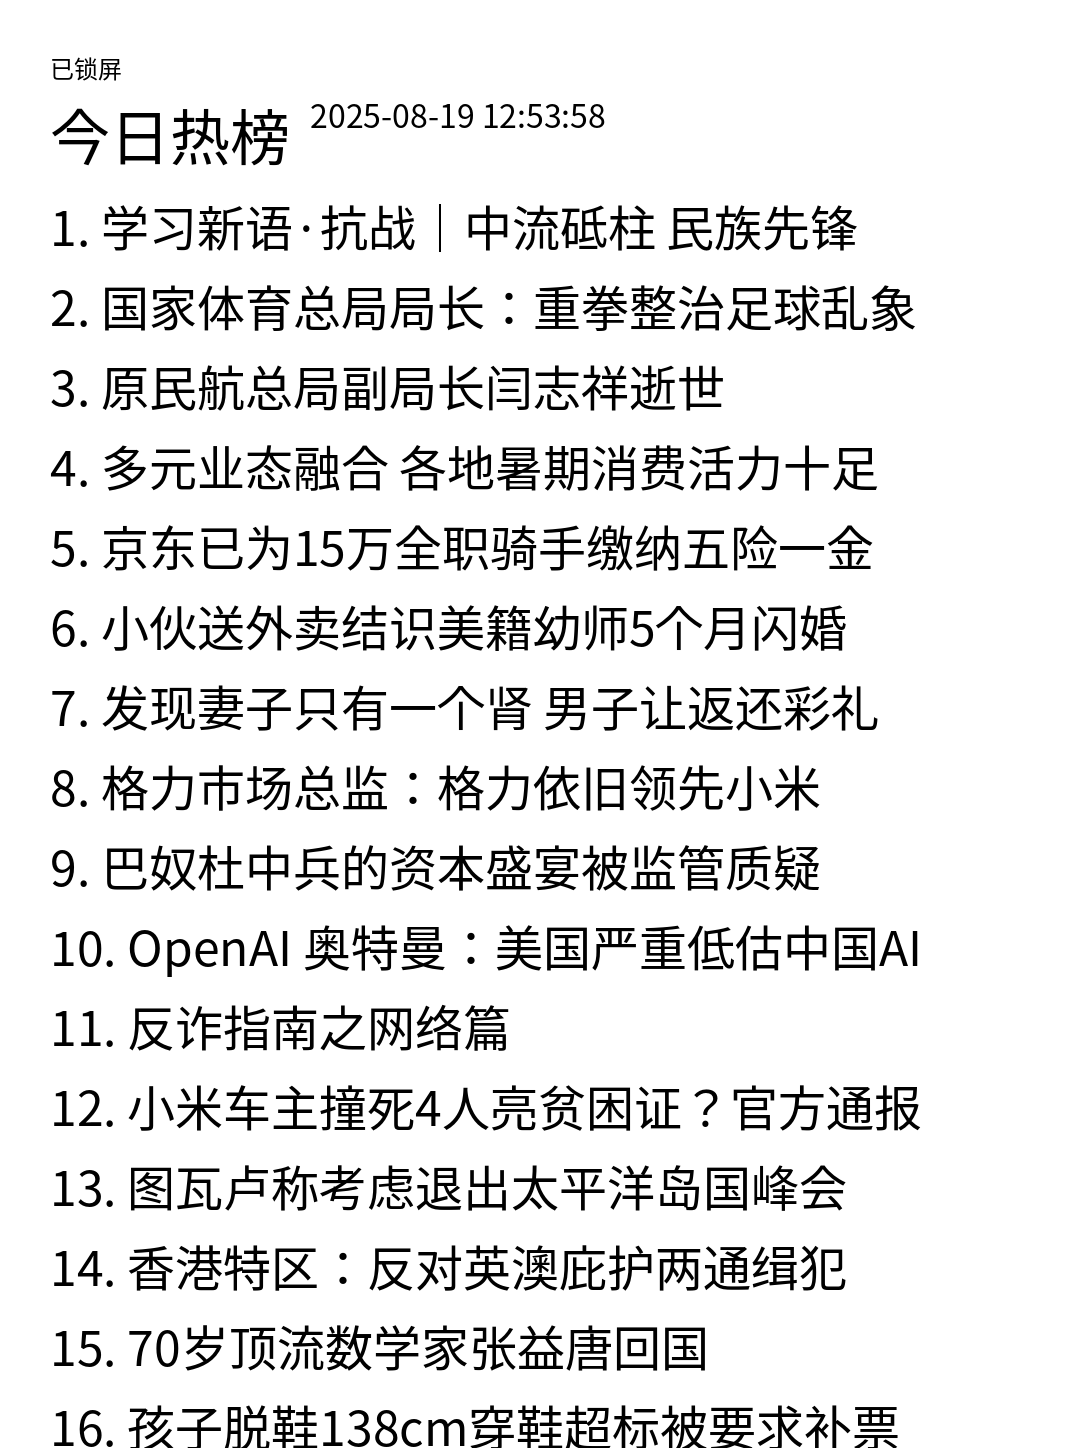 已锁屏
今日热榜 2025-08-19 12:53:58
1. 学习新语·抗战｜中流砥柱 民族先锋
2. 国家体育总局局长：重拳整治足球乱象
3. 原民航总局副局长闫志祥逝世
4. 多元业态融合 各地暑期消费活力十足
5. 京东已为15万全职骑手缴纳五险一金
6. 小伙送外卖结识美籍幼师5个月闪婚
7. 发现妻子只有一个肾 男子让返还彩礼
8. 格力市场总监：格力依旧领先小米
9. 巴奴杜中兵的资本盛宴被监管质疑
10. OpenAI 奥特曼：美国严重低估中国AI
11. 反诈指南之网络篇
12. 小米车主撞死4人亮贫困证？官方通报
13. 图瓦卢称考虑退出太平洋岛国峰会
14. 香港特区：反对英澳庇护两通缉犯
15. 70岁顶流数学家张益唐回国
16. 孩子脱鞋138cm穿鞋超标被要求补票